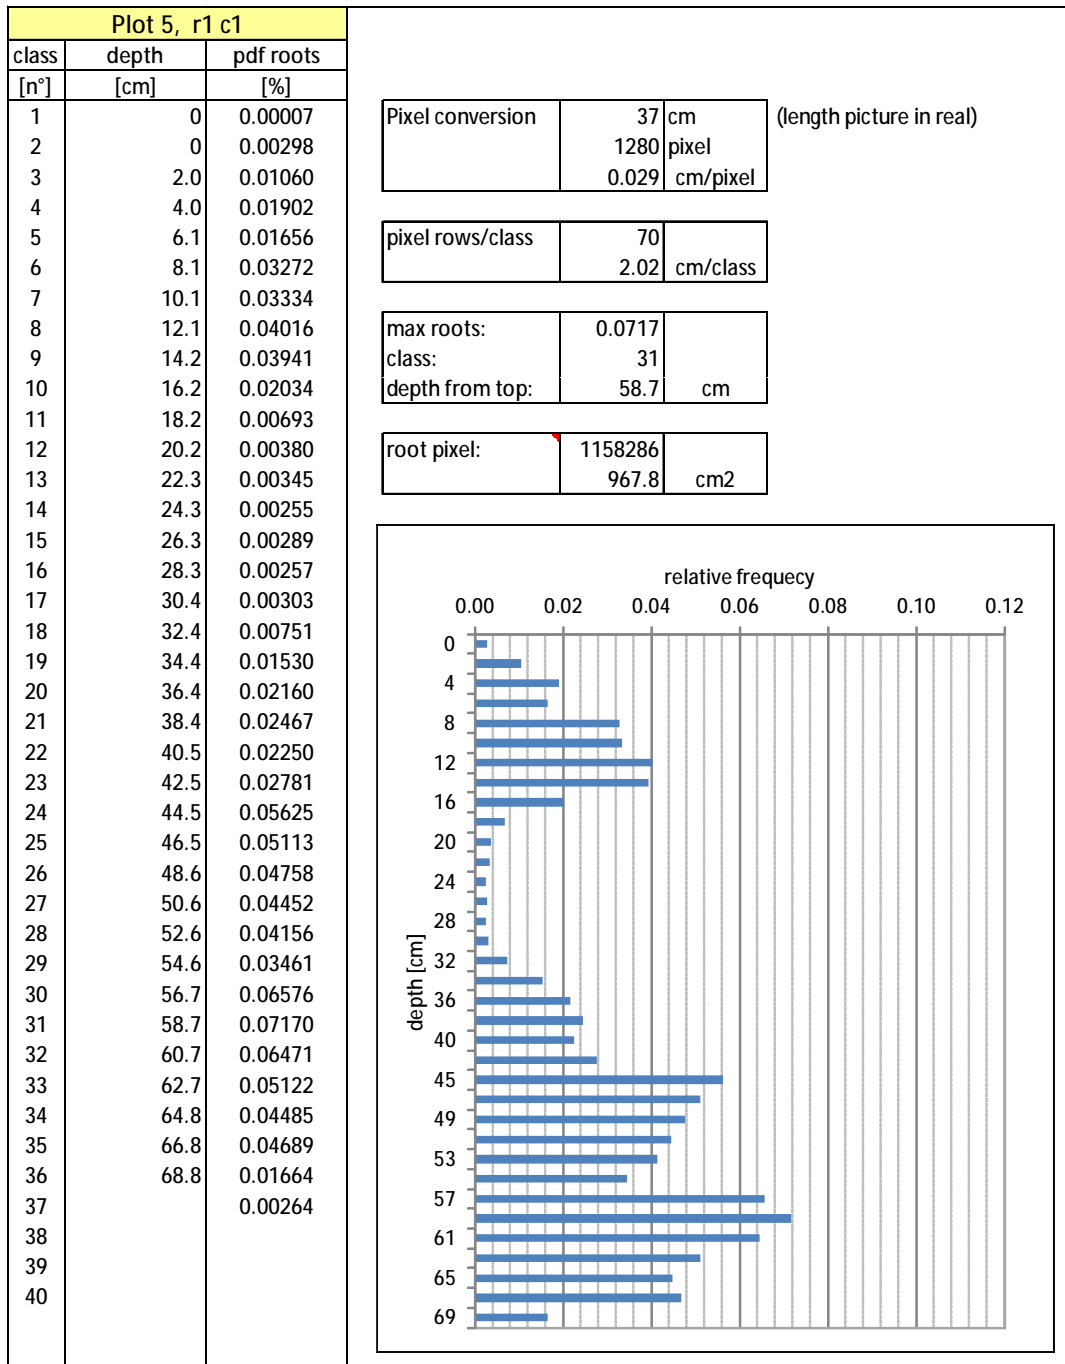 Plot 5, r1 c1
class depth pdf roots
[n°] [cm] [%]
1 0 0.00007
2 0 0.00298
3 2.0 0.01060
4 4.0 0.01902
5 6.1 0.01656
6 8.1 0.03272
7 10.1 0.03334
8 12.1 0.04016
9 14.2 0.03941
10 16.2 0.02034
11 18.2 0.00693
12 20.2 0.00380
13 22.3 0.00345
14 24.3 0.00255
15 26.3 0.00289
16 28.3 0.00257
17 30.4 0.00303
18 32.4 0.00751
19 34.4 0.01530
20 36.4 0.02160
21 38.4 0.02467
22 40.5 0.02250
23 42.5 0.02781
24 44.5 0.05625
25 46.5 0.05113
26 48.6 0.04758
27 50.6 0.04452
28 52.6 0.04156
29 54.6 0.03461
30 56.7 0.06576
31 58.7 0.07170
32 60.7 0.06471
33 62.7 0.05122
34 64.8 0.04485
35 66.8 0.04689
36 68.8 0.01664
37 0.00264
38
39
40
Pixel conversion 37 cm (length picture in real)
1280 pixel
0.029 cm/pixel
pixel rows/class 70
2.02 cm/class
max roots: 0.0717
class: 31
depth from top: 58.7 cm
root pixel: 1158286
967.8 cm2
relative frequecy
0.00 0.02 0.04 0.06 0.08 0.10 0.12
depth [cm]
0
4
8
12
16
20
24
28
32
36
40
45
49
53
57
61
65
69